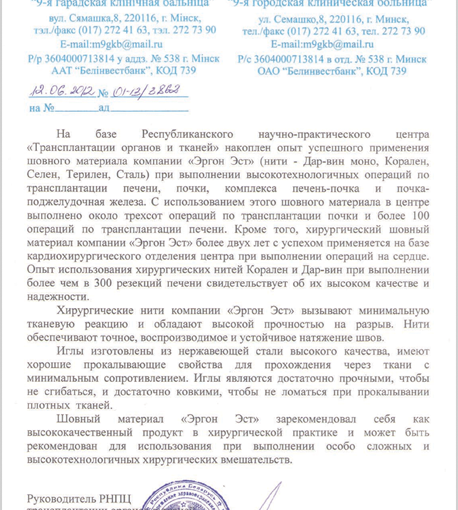 "9-я гарадская клінічная бальніца"
"9-я городская клиническая больница"
вул. Сямашка,8, 220116, г. Мінск,
тэл./факс (017) 272 41 63, тэл. 272 73 90
E-mail:m9gkb@mail.ru
Р/р 3604000713814 у аддз. № 538 г. Мінск
ААТ "Белінвестбанк", КОД 739
ул. Семашко,8, 220116, г. Минск,
тел./факс (017) 272 41 63, тел. 272 73 90
E-mail:m9gkb@mail.ru
Р/с 3604000713814 в отд. № 538 г. Минск
ОАО "Белинвестбанк", КОД 739
12.06.2012 № 01-12/3862
на № ад
На базе Республиканского научно-практического центра
«Трансплантации органов и тканей» накоплен опыт успешного применения
шовного материала компании «Эргон Эст» (нити - Дар-вин моно, Корален,
Селен, Терилен, Сталь) при выполнении высокотехнологичных операций по
трансплантации печени, почки, комплекса печень-почка и почка-
поджелудочная железа. С использованием этого шовного материала в центре
выполнено около трехсот операций по трансплантации почки и более 100
операций по трансплантации печени. Кроме того, хирургический шовный
материал компании «Эргон Эст» более двух лет с успехом применяется на базе
кардиохирургического отделения центра при выполнении операций на сердце.
Опыт использования хирургических нитей Корален и Дар-вин при выполнении
более чем в 300 резекций печени свидетельствует об их высоком качестве и
надежности.
Хирургические нити компании «Эргон Эст» вызывают минимальную
тканевую реакцию и обладают высокой прочностью на разрыв. Нити
обеспечивают точное, воспроизводимое и устойчивое натяжение швов.
Иглы изготовлены из нержавеющей стали высокого качества, имеют
хорошие прокалывающие свойства для прохождения через ткани с
минимальным сопротивлением. Иглы являются достаточно прочными, чтобы
не сгибаться, и достаточно ковкими, чтобы не ломаться при прокалывании
плотных тканей.
Шовный материал «Эргон Эст» зарекомендовал себя как
высококачественный продукт в хирургической практике и может быть
рекомендован для использования при выполнении особо сложных и
высокотехнологичных хирургических вмешательств.
Руководитель РНПЦ